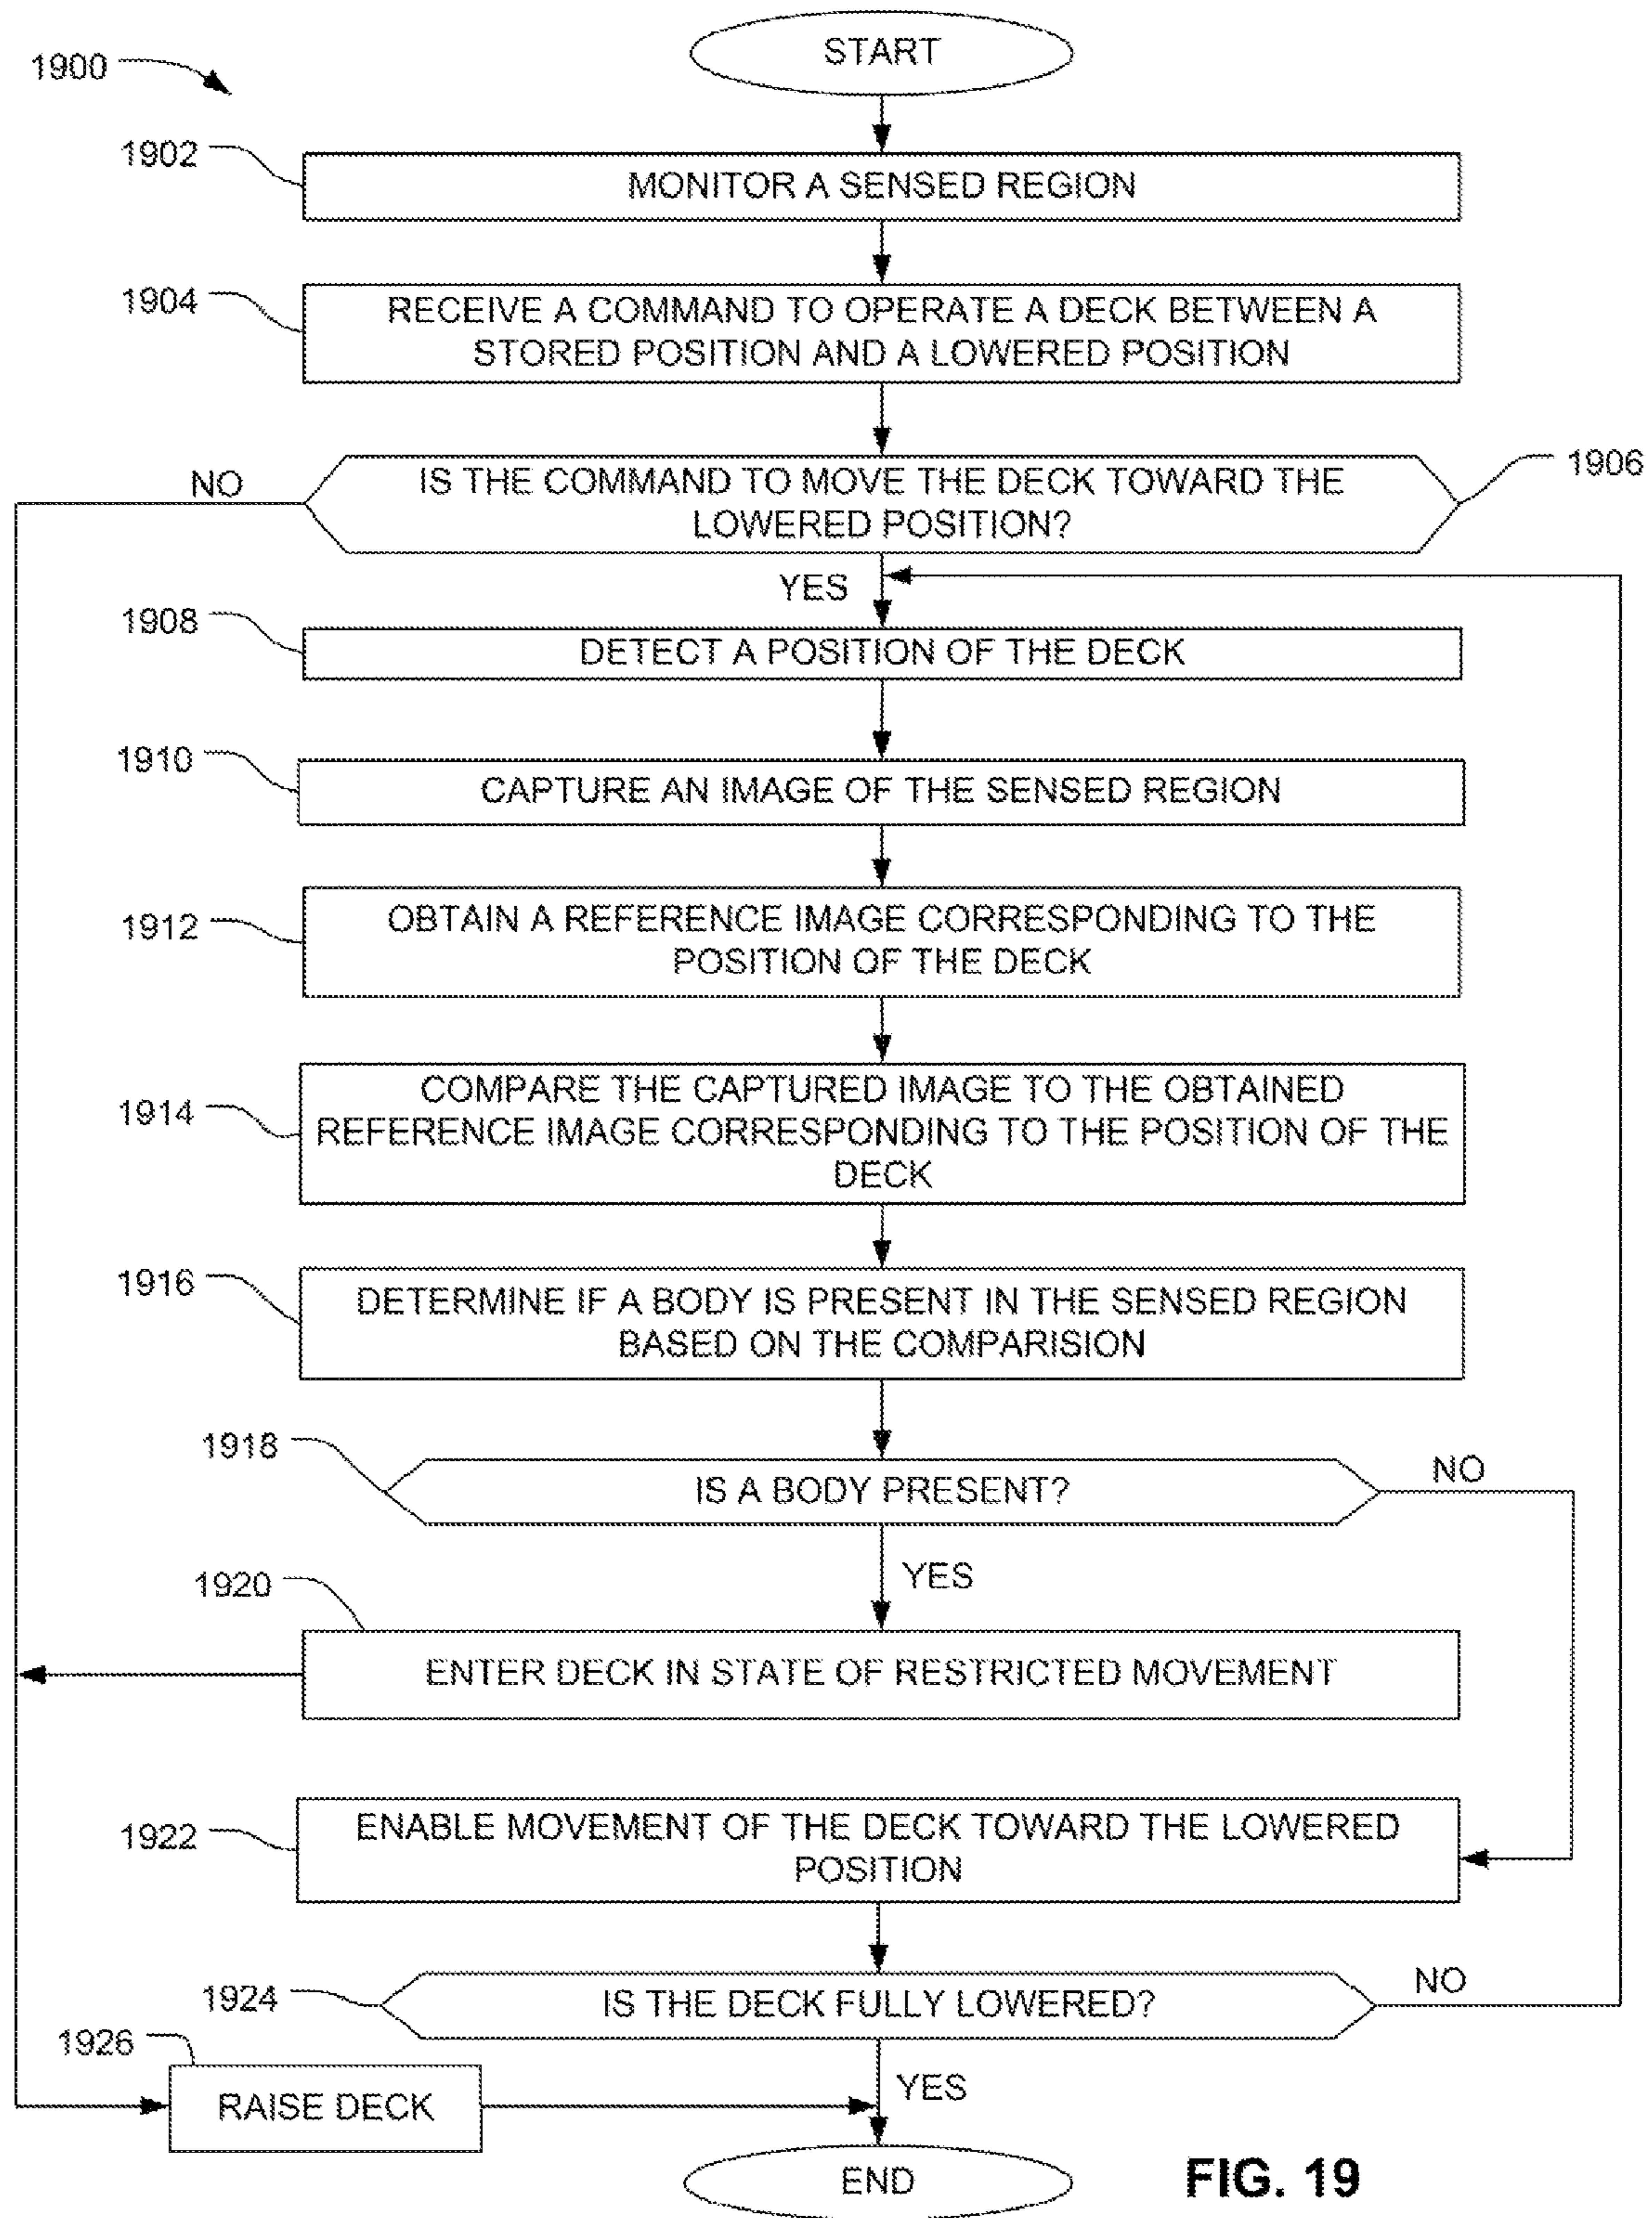 START
1900
1902
MONITOR A SENSED REGION
1904
RECEIVE A COMMAND TO OPERATE A DECK BETWEEN A
STORED POSITION AND A LOWERED POSITION
NO
IS THE COMMAND TO MOVE THE DECK TOWARD THE
LOWERED POSITION?
1906
YES
1908
DETECT A POSITION OF THE DECK
1910
CAPTURE AN IMAGE OF THE SENSED REGION
1912
OBTAIN A REFERENCE IMAGE CORRESPONDING TO THE
POSITION OF THE DECK
1914
COMPARE THE CAPTURED IMAGE TO THE OBTAINED
REFERENCE IMAGE CORRESPONDING TO THE POSITION OF THE
DECK
1916
DETERMINE IF A BODY IS PRESENT IN THE SENSED REGION
BASED ON THE COMPARISION
1918
IS A BODY PRESENT?
NO
YES
1920
ENTER DECK IN STATE OF RESTRICTED MOVEMENT
1922
ENABLE MOVEMENT OF THE DECK TOWARD THE LOWERED
POSITION
1924
IS THE DECK FULLY LOWERED?
NO
1926
RAISE DECK
YES
END
FIG. 19